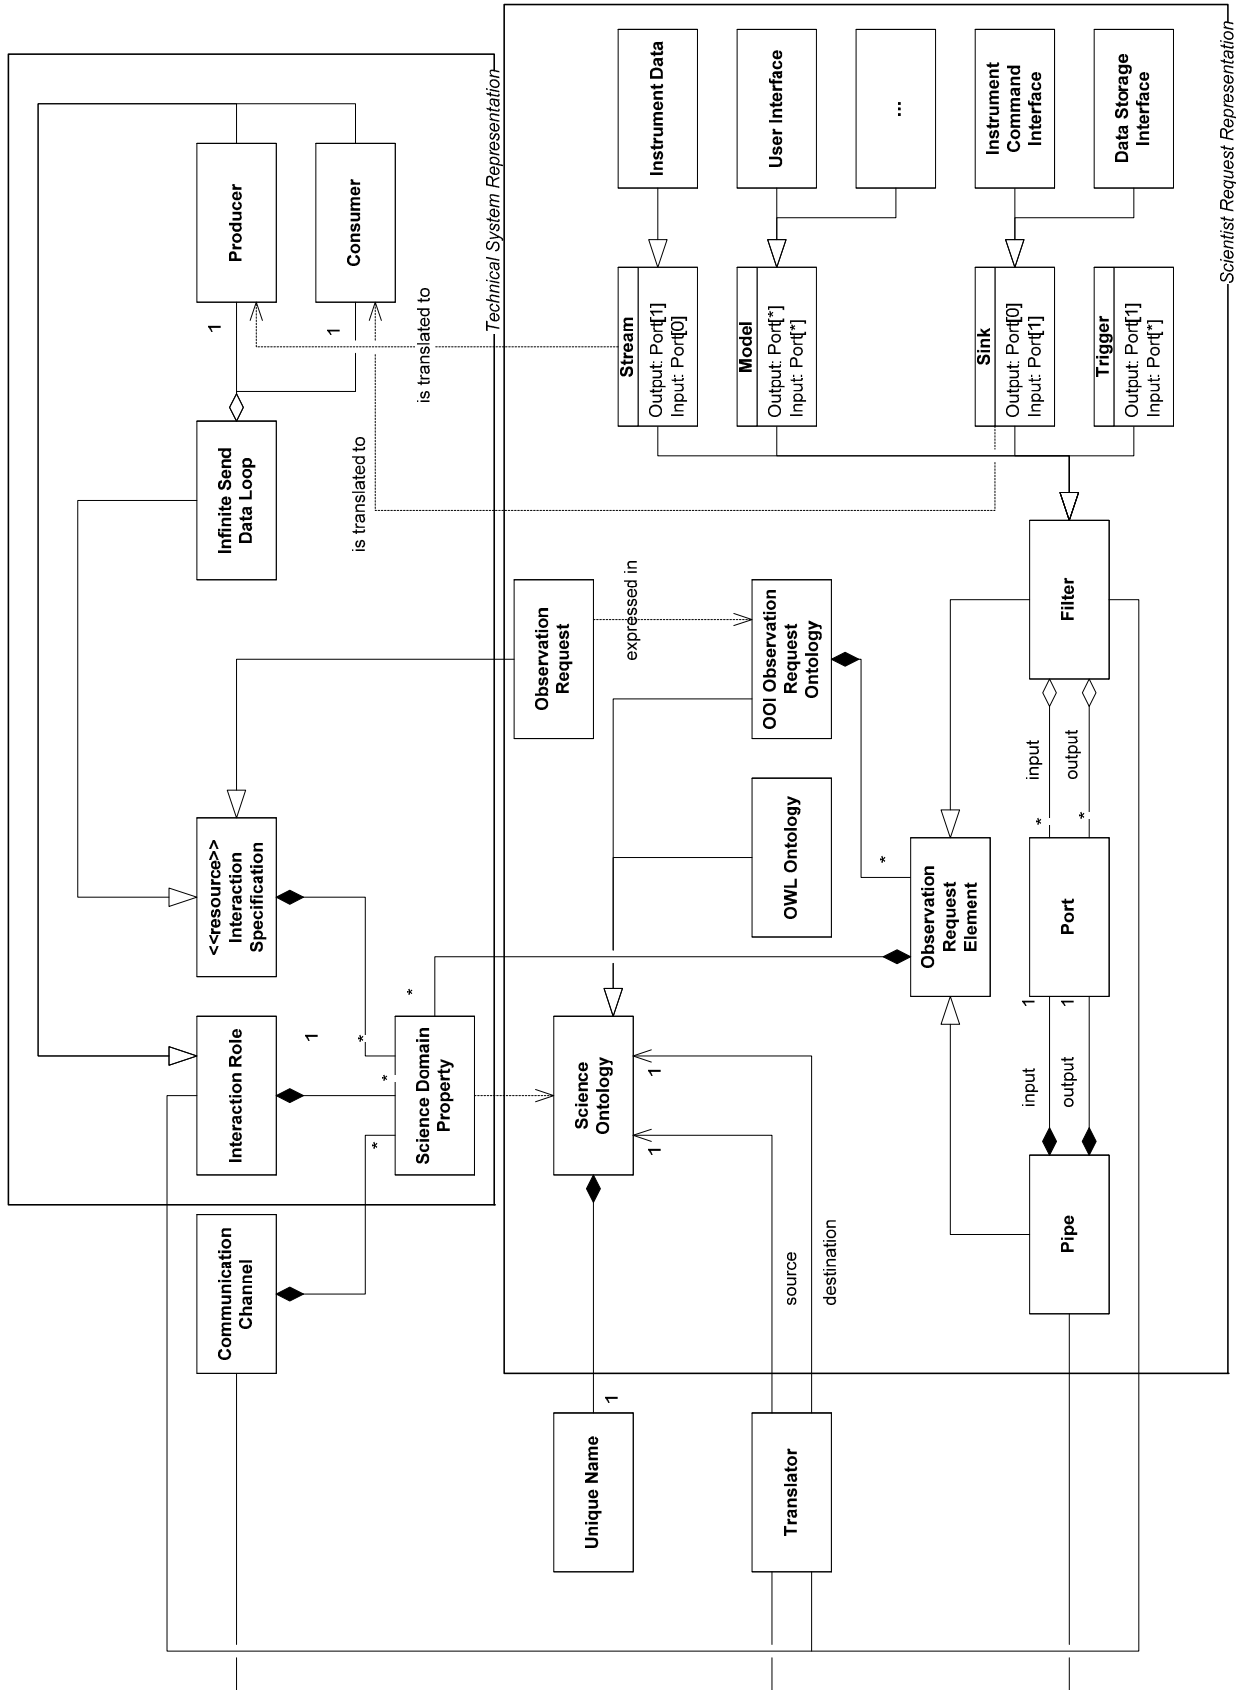 Technical System Representation
Scientist Request Representation
Producer
Consumer
1
1
Infinite Send
Data Loop
is translated to
is translated to
<<resource>>
Interaction
Specification
Interaction Role
1
*
*
*
*
Science Domain
Property
Communication
Channel
Instrument Data
User Interface
...
Instrument
Command
Interface
Data Storage
Interface
Stream
Output: Port[1]
Input: Port[0]
Model
Output: Port[*]
Input: Port[*]
Sink
Output: Port[0]
Input: Port[1]
Trigger
Output: Port[1]
Input: Port[*]
Observation
Request
expressed in
OOI Observation
Request
Ontology
OWL Ontology
Filter
input
output
*
*
*
Observation
Request
Element
Port
1
1
input
output
Science
Ontology
1
1
source
destination
Pipe
1
Unique Name
Translator